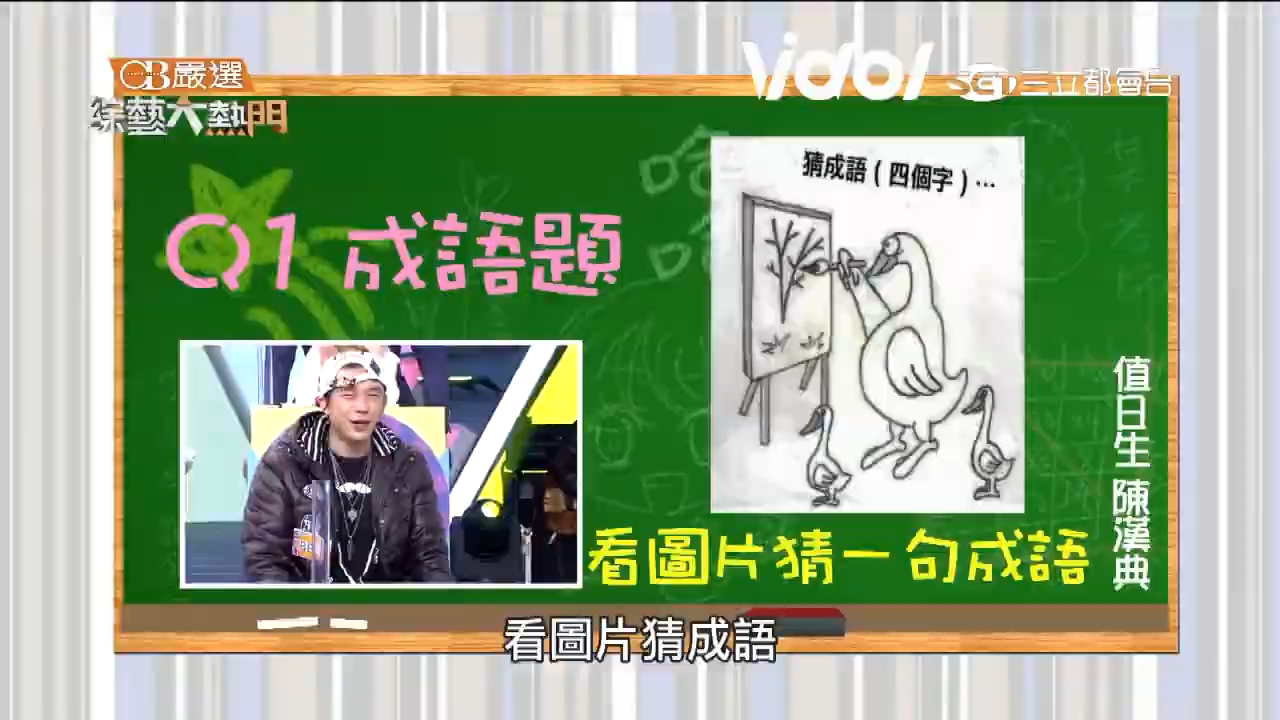 CB嚴選
綜藝大熱門
Vidol
三立都會台
猜成語(四個字)…
Q1 成語題
值日生 陳漢典
看圖片猜一句成語
看圖片猜成語